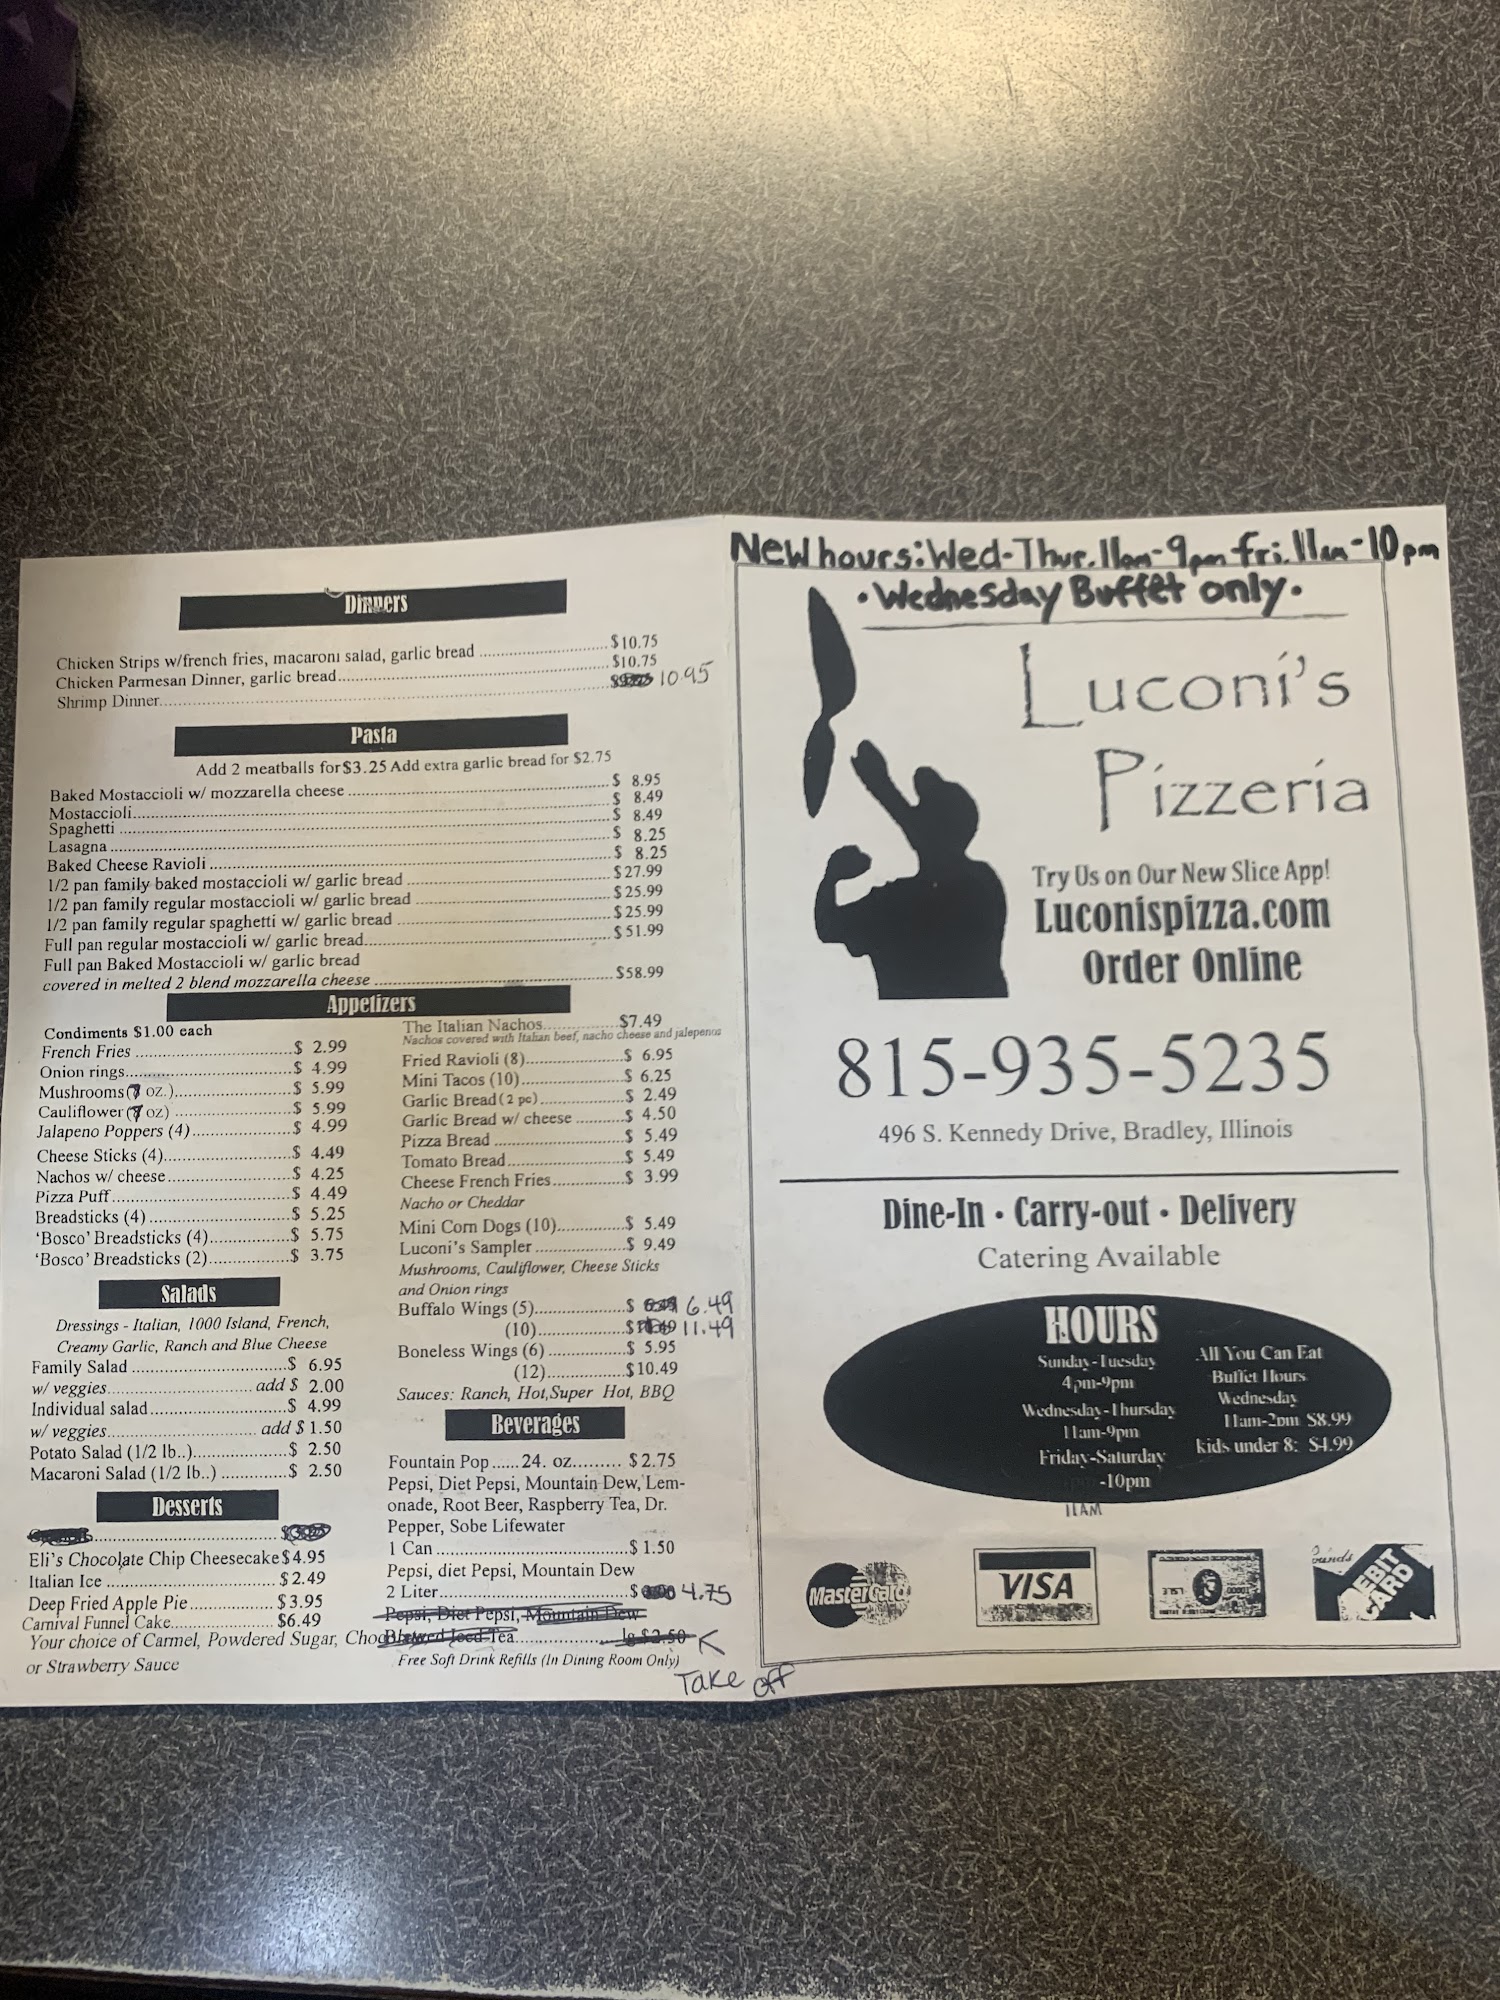 Dinners
Chicken Strips w/french fries, macaroni salad, garlic bread ..... $10.75
Chicken Parmesan Dinner, garlic bread ..... $10.75
Shrimp Dinner ..... 10.95
Pasta
Add 2 meatballs for $3.25 Add extra garlic bread for $2.75
Baked Mostaccioli w/ mozzarella cheese ..... $ 8.95
Mostaccioli ..... $ 8.49
Spaghetti ..... $ 8.49
Lasagna ..... $ 8.25
Baked Cheese Ravioli ..... $ 8.25
1/2 pan family baked mostaccioli w/ garlic bread ..... $27.99
1/2 pan family regular mostaccioli w/ garlic bread ..... $25.99
1/2 pan family regular spaghetti w/ garlic bread ..... $25.99
Full pan regular mostaccioli w/ garlic bread ..... $51.99
Full pan Baked Mostaccioli w/ garlic bread
covered in melted 2 blend mozzarella cheese ..... $58.99
Appetizers
Condiments $1.00 each
French Fries ..... $ 2.99
Onion rings ..... $ 4.99
Mushrooms (7 oz.) ..... $ 5.99
Cauliflower (7 oz) ..... $ 5.99
Jalapeno Poppers (4) ..... $ 4.99
Cheese Sticks (4) ..... $ 4.49
Nachos w/ cheese ..... $ 4.25
Pizza Puff ..... $ 4.49
Breadsticks (4) ..... $ 5.25
'Bosco' Breadsticks (4) ..... $ 5.75
'Bosco' Breadsticks (2) ..... $ 3.75
Salads
Dressings - Italian, 1000 Island, French,
Creamy Garlic, Ranch and Blue Cheese
Family Salad ..... $ 6.95
w/ veggies ..... add $ 2.00
Individual salad ..... $ 4.99
w/ veggies ..... add $ 1.50
Potato Salad (1/2 lb..) ..... $ 2.50
Macaroni Salad (1/2 lb..) ..... $ 2.50
Desserts
Eli's Chocolate Chip Cheesecake $4.95
Italian Ice ..... $2.49
Deep Fried Apple Pie ..... $3.95
Carnival Funnel Cake ..... $6.49
Your choice of Carmel, Powdered Sugar,
or Strawberry Sauce
The Italian Nachos ..... $7.49
Nachos covered with Italian beef, nacho cheese and jalepenos
Fried Ravioli (8) ..... $ 6.95
Mini Tacos (10) ..... $ 6.25
Garlic Bread (2 pc) ..... $ 2.49
Garlic Bread w/ cheese ..... $ 4.50
Pizza Bread ..... $ 5.49
Tomato Bread ..... $ 5.49
Cheese French Fries ..... $ 3.99
Nacho or Cheddar
Mini Corn Dogs (10) ..... $ 5.49
Luconi's Sampler ..... $ 9.49
Mushrooms, Cauliflower, Cheese Sticks
and Onion rings
Buffalo Wings (5) ..... $ 6.49
(10) ..... $ 11.49
Boneless Wings (6) ..... $ 5.95
(12) ..... $10.49
Sauces: Ranch, Hot, Super Hot, BBQ
Beverages
Fountain Pop ...... 24. oz ......... $ 2.75
Pepsi, Diet Pepsi, Mountain Dew, Lem-
onade, Root Beer, Raspberry Tea, Dr.
Pepper, Sobe Lifewater
1 Can ..... $ 1.50
Pepsi, diet Pepsi, Mountain Dew
2 Liter ..... $ 4.75
Pepsi, Diet Pepsi, Mountain Dew
Brewed Iced Tea ..... lg $2.50
Free Soft Drink Refills (In Dining Room Only)
Take off
New hours: Wed-Thur. 11am-9pm fri. 11am-10pm
• Wednesday Buffet only •
Luconi's
Pizzeria
Try Us on Our New Slice App!
Luconispizza.com
Order Online
815-935-5235
496 S. Kennedy Drive, Bradley, Illinois
Dine-In • Carry-out • Delivery
Catering Available
HOURS
Sunday-Tuesday
4pm-9pm
Wednesday-Thursday
11am-9pm
Friday-Saturday
-10pm
11AM
All You Can Eat
Buffet Hours
Wednesday
11am-2pm $8.99
kids under 8: $4.99
MasterCard
VISA
DEBIT
CARD